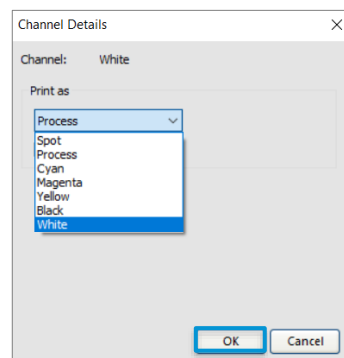 Channel Details
Channel: White
Print as
Process
Spot
Process
Cyan
Magenta
Yellow
Black
White
OK Cancel